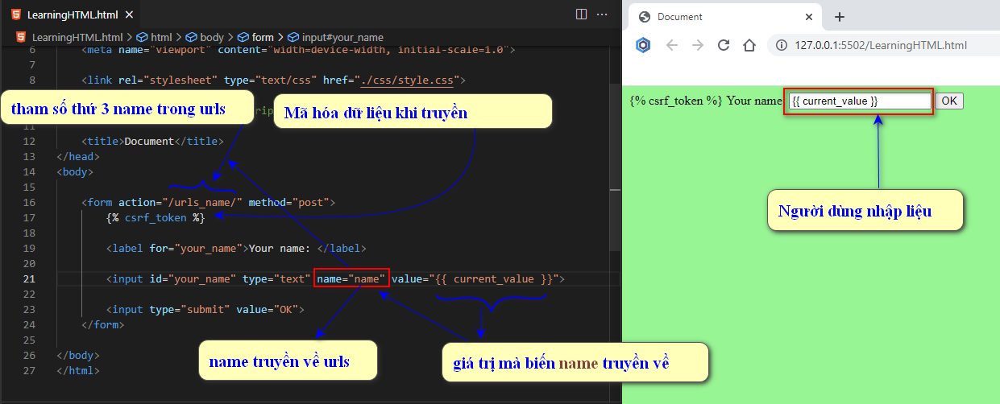 LearningHTML.html
LearningHTML.html > html > body > form > input#your_name
6 <meta name="viewport" content="width=device-width, initial-scale=1.0">
7
8 <link rel="stylesheet" type="text/css" href="./css/style.css">
tham số thứ 3 name trong urls
Mã hóa dữ liệu khi truyền
11
12 <title>Document</title>
13 </head>
14 <body>
15
16 <form action="/urls_name/" method="post">
17 {% csrf_token %}
18
19 <label for="your_name">Your name: </label>
20
21 <input id="your_name" type="text" name="name" value="{{ current_value }}">
22
23 <input type="submit" value="OK">
24 </form>
25
26 </body>
27 </html>
name truyền về urls
giá trị mà biến name truyền về
Document
127.0.0.1:5502/LearningHTML.html
{% csrf_token %} Your name {{ current_value }} OK
Người dùng nhập liệu